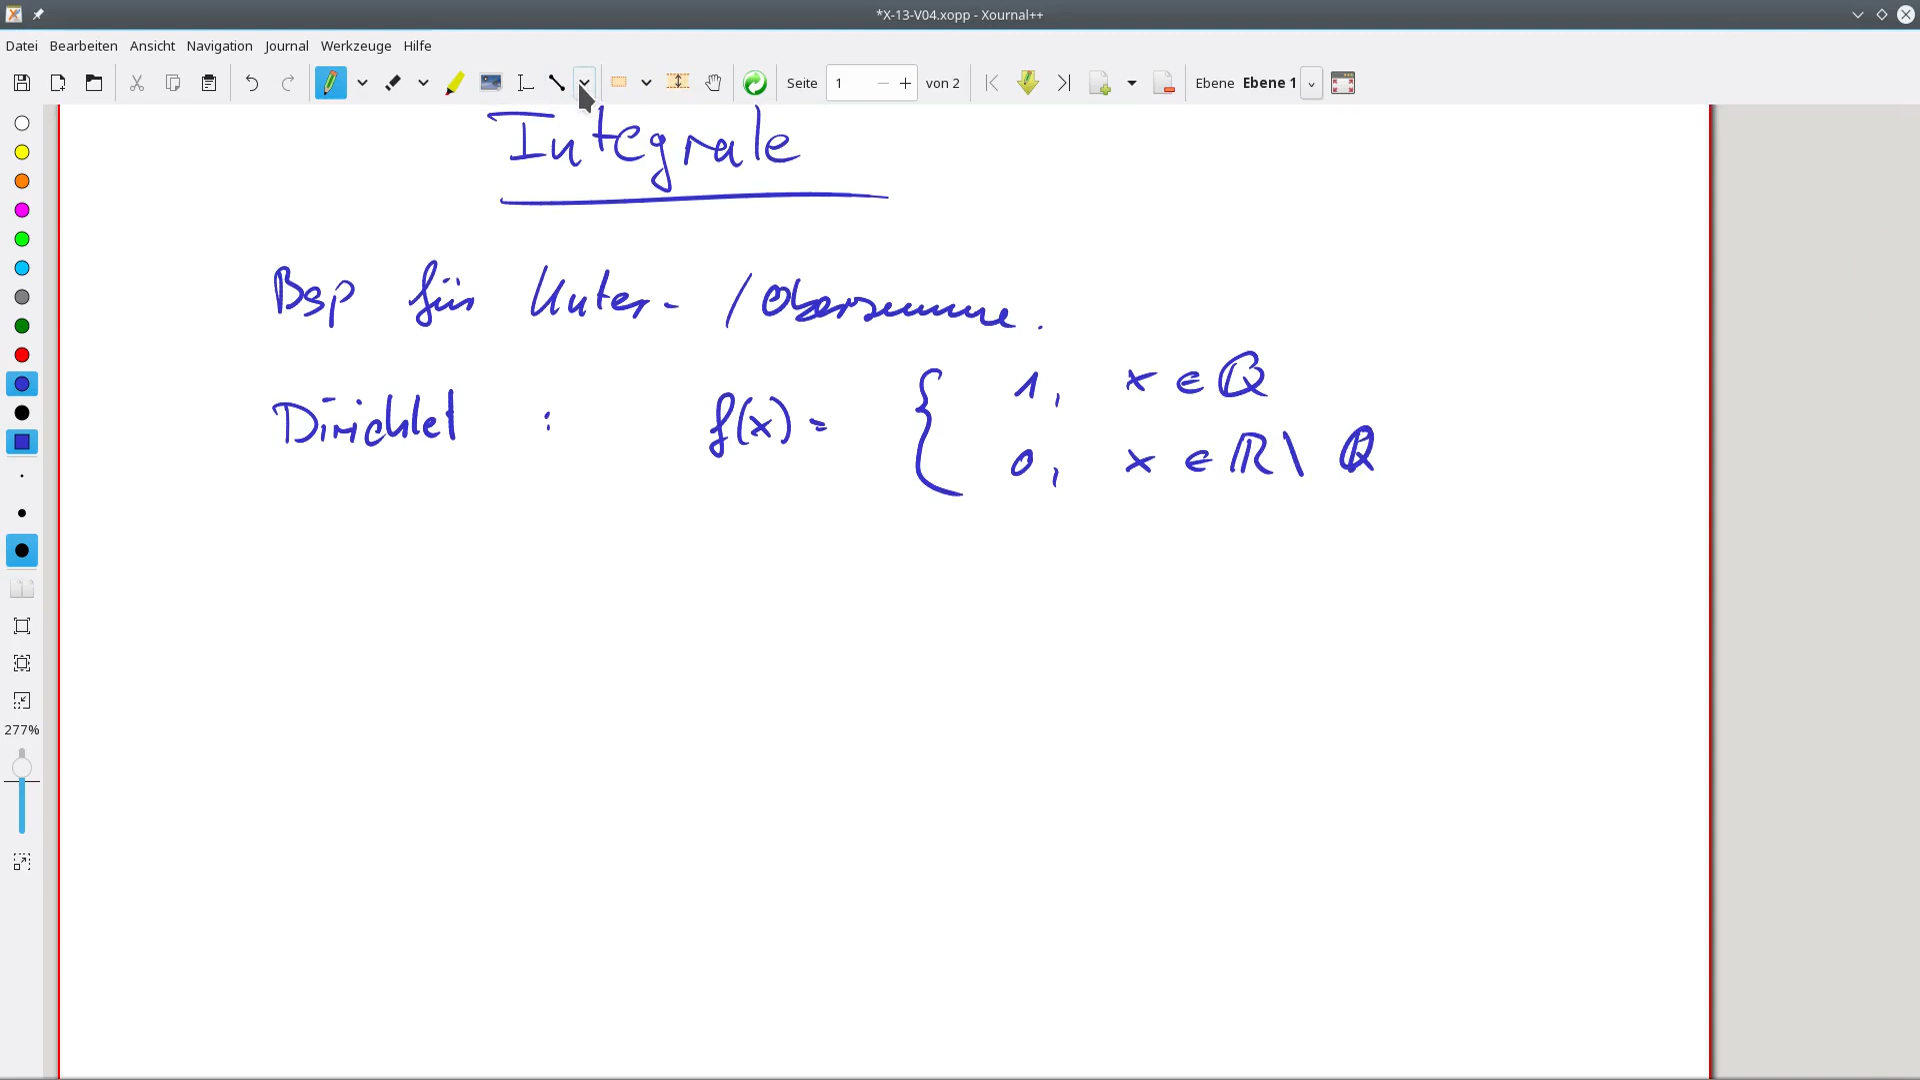 *X-13-V04.xopp - Xournal++
Datei Bearbeiten Ansicht Navigation Journal Werkzeuge Hilfe
Seite 1 von 2 Ebene Ebene 1
Integrale
Bsp für Unter- / Obersumme.
Dirichlet : f(x) = { 1, x ∈ ℚ
0, x ∈ ℝ \ ℚ
277%